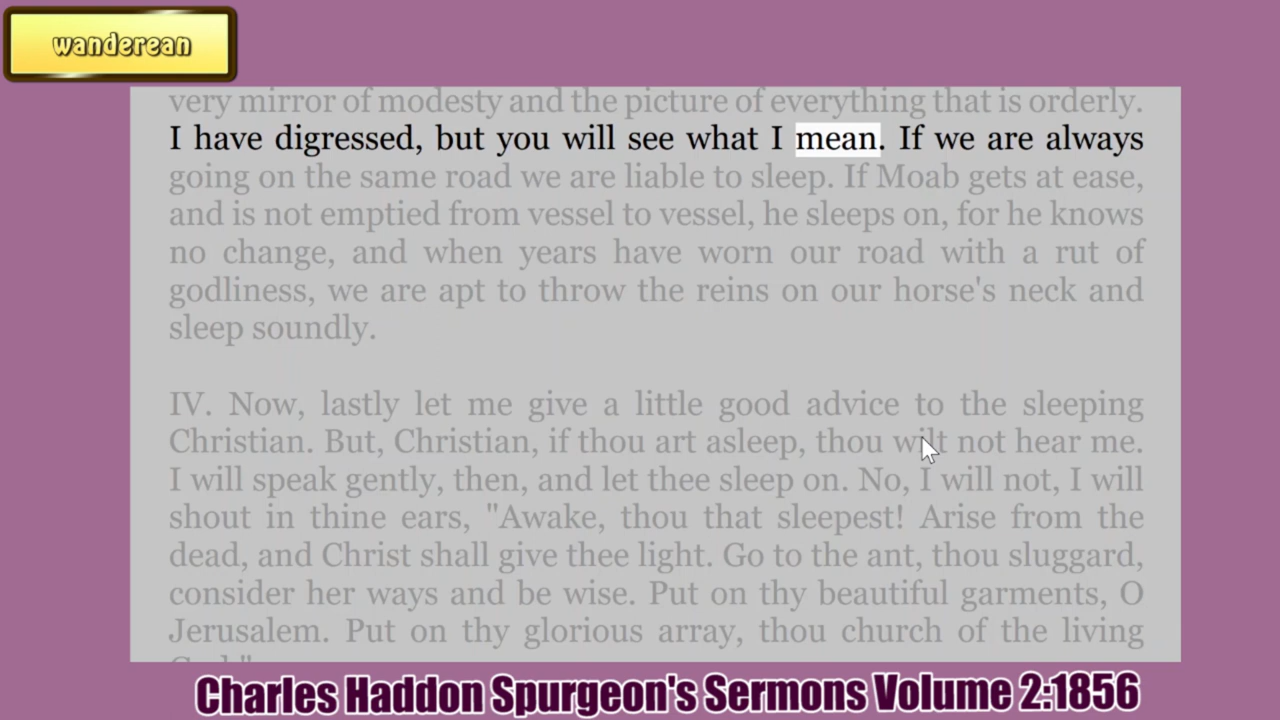 wanderean
very mirror of modesty and the picture of everything that is orderly.
I have digressed, but you will see what I mean. If we are always
going on the same road we are liable to sleep. If Moab gets at ease,
and is not emptied from vessel to vessel, he sleeps on, for he knows
no change, and when years have worn our road with a rut of
godliness, we are apt to throw the reins on our horse's neck and
sleep soundly.
IV. Now, lastly let me give a little good advice to the sleeping
Christian. But, Christian, if thou art asleep, thou wilt not hear me.
I will speak gently, then, and let thee sleep on. No, I will not, I will
shout in thine ears, "Awake, thou that sleepest! Arise from the
dead, and Christ shall give thee light. Go to the ant, thou sluggard,
consider her ways and be wise. Put on thy beautiful garments, O
Jerusalem. Put on thy glorious array, thou church of the living
Charles Haddon Spurgeon's Sermons Volume 2:1856